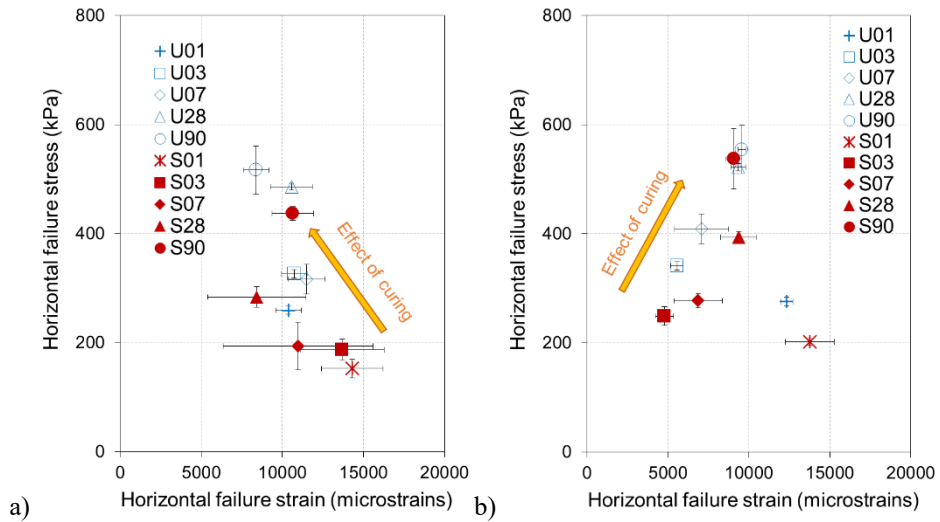 800
600
400
200
0
Horizontal failure stress (kPa)
U01
U03
U07
U28
U90
S01
S03
S07
S28
S90
Effect of curing
0 5000 10000 15000 20000
Horizontal failure strain (microstrains)
a)
800
600
400
200
0
Horizontal failure stress (kPa)
U01
U03
U07
U28
U90
S01
S03
S07
S28
S90
Effect of curing
0 5000 10000 15000 20000
Horizontal failure strain (microstrains)
b)